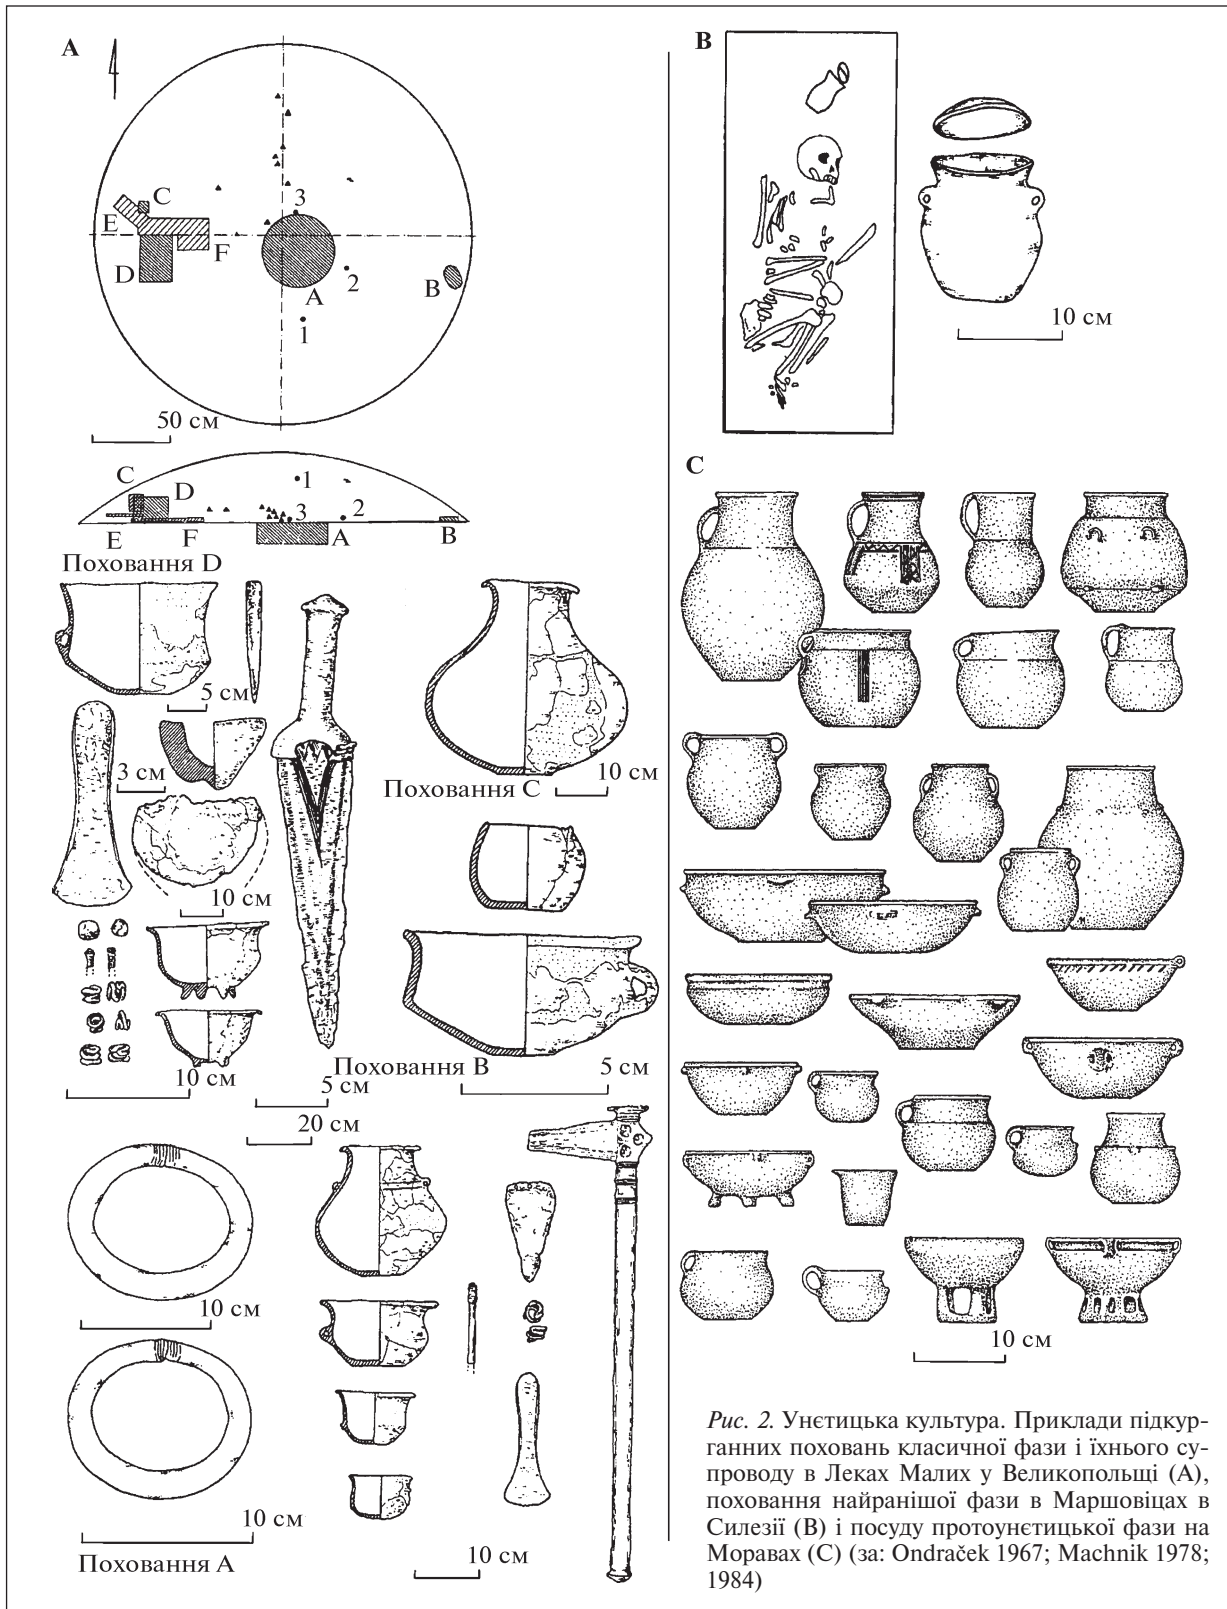 A
C
E
D
F
3
A
2
B
1
50 см
C
D
1
3
2
E
F
A
B
Поховання D
5 см
3 см
10 см
10 см
5 см
20 см
10 см
Поховання C
Поховання B
5 см
10 см
10 см
Поховання A
10 см
B
10 см
C
10 см
Рис. 2. Унєтицька культура. Приклади підкур-
ганних поховань класичної фази і їхнього су-
проводу в Леках Малих у Великопольщі (А),
поховання найранішої фази в Маршовіцах в
Силезії (В) і посуду протоунєтицької фази на
Моравах (С) (за: Ondraček 1967; Machnik 1978;
1984)